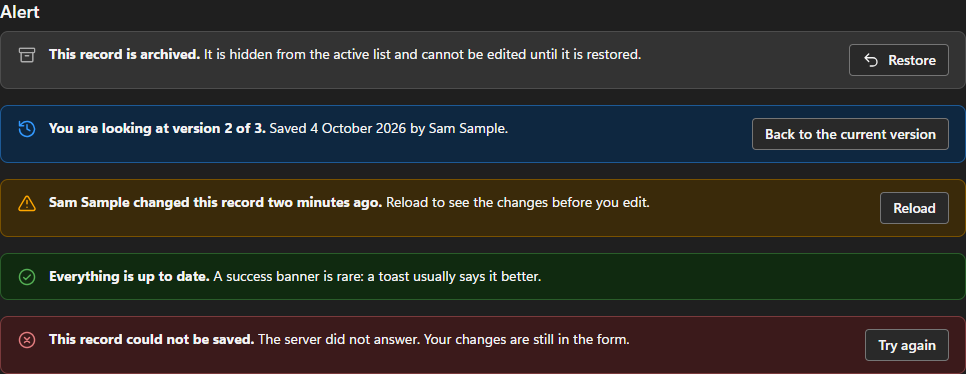 Alert
This record is archived. It is hidden from the active list and cannot be edited until it is restored.
Restore
You are looking at version 2 of 3. Saved 4 October 2026 by Sam Sample.
Back to the current version
Sam Sample changed this record two minutes ago. Reload to see the changes before you edit.
Reload
Everything is up to date. A success banner is rare: a toast usually says it better.
This record could not be saved. The server did not answer. Your changes are still in the form.
Try again